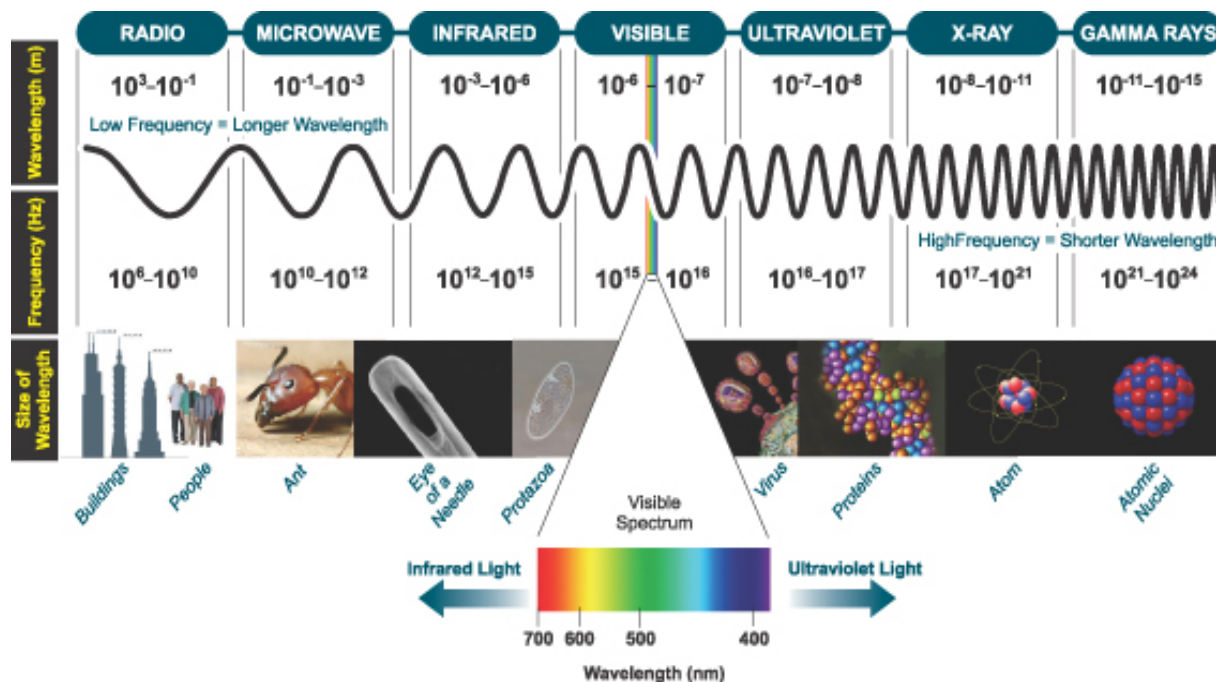 RADIO
MICROWAVE
INFRARED
VISIBLE
ULTRAVIOLET
X-RAY
GAMMA RAYS
Wavelength (m)
10³–10⁻¹
10⁻¹–10⁻³
10⁻³–10⁻⁶
10⁻⁶ – 10⁻⁷
10⁻⁷–10⁻⁸
10⁻⁸–10⁻¹¹
10⁻¹¹–10⁻¹⁵
Low Frequency = Longer Wavelength
Frequency (Hz)
HighFrequency = Shorter Wavelength
10⁶–10¹⁰
10¹⁰–10¹²
10¹²–10¹⁵
10¹⁵ – 10¹⁶
10¹⁶–10¹⁷
10¹⁷–10²¹
10²¹–10²⁴
Size of
Wavelength
Buildings
People
Ant
Eye
of a
Needle
Protazoa
Virus
Proteins
Atom
Atomic
Nuclei
Visible
Spectrum
Infrared Light
Ultraviolet Light
700
600
500
400
Wavelength (nm)